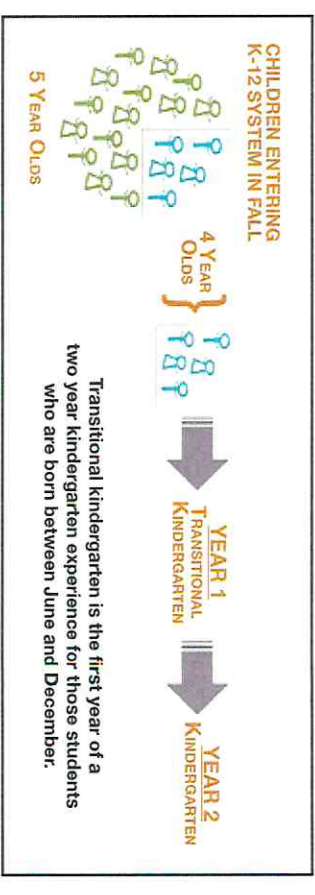 CHILDREN ENTERING
K-12 SYSTEM IN FALL
5 YEAR OLDS
4 YEAR
OLDS
YEAR 1
TRANSITIONAL
KINDERGARTEN
YEAR 2
KINDERGARTEN
Transitional kindergarten is the first year of a
two year kindergarten experience for those students
who are born between June and December.